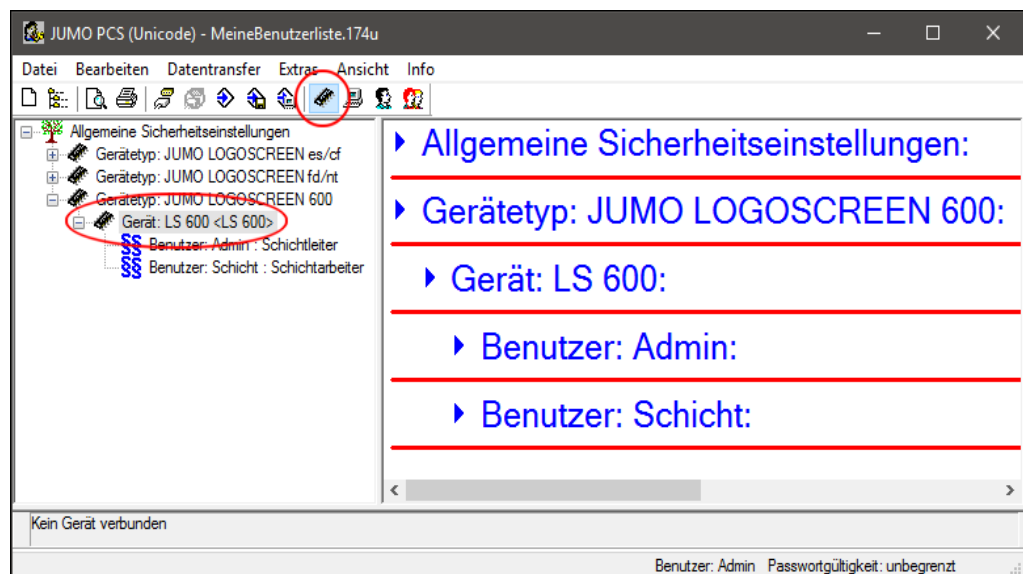 JUMO PCS (Unicode) - MeineBenutzerliste.174u
Datei Bearbeiten Datentransfer Extras Ansicht Info
Allgemeine Sicherheitseinstellungen
Gerätetyp: JUMO LOGOSCREEN es/cf
Gerätetyp: JUMO LOGOSCREEN fd/nt
Gerätetyp: JUMO LOGOSCREEN 600
Gerät: LS 600 <LS 600>
§§ Benutzer: Admin : Schichtleiter
§§ Benutzer: Schicht : Schichtarbeiter
Allgemeine Sicherheitseinstellungen:
Gerätetyp: JUMO LOGOSCREEN 600:
Gerät: LS 600:
Benutzer: Admin:
Benutzer: Schicht:
Kein Gerät verbunden
Benutzer: Admin Passwortgültigkeit: unbegrenzt